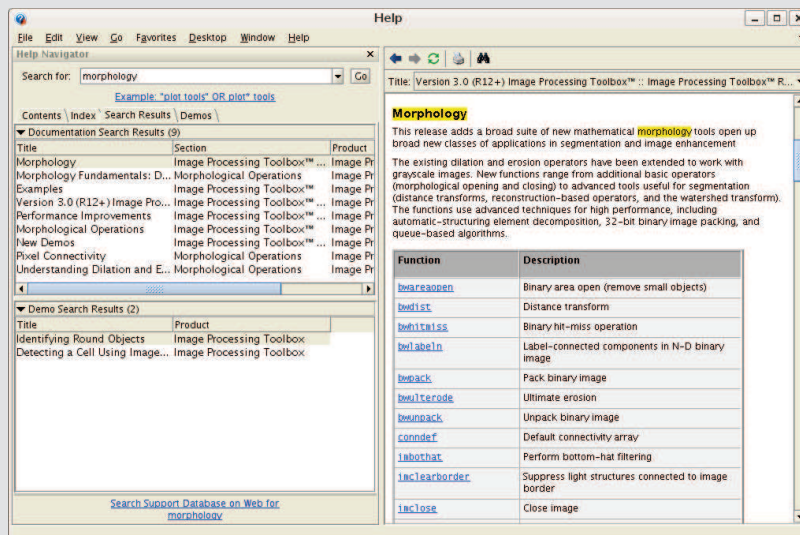 Help
File Edit View Go Favorites Desktop Window Help
Help Navigator
Search for: morphology Go
Example: "plot tools" OR plot* tools
Contents Index Search Results Demos
Documentation Search Results (9)
Title Section Product
Morphology Image Processing Toolbox™ ... Image Pr
Morphology Fundamentals: D... Morphological Operations Image Pr
Examples Image Processing Toolbox™ ... Image Pr
Version 3.0 (R12+) Image Pro... Image Processing Toolbox™ ... Image Pr
Performance Improvements Image Processing Toolbox™ ... Image Pr
Morphological Operations Morphological Operations Image Pr
New Demos Image Processing Toolbox™ ... Image Pr
Pixel Connectivity Morphological Operations Image Pr
Understanding Dilation and E... Morphological Operations Image Pr
Demo Search Results (2)
Title Product
Identifying Round Objects Image Processing Toolbox
Detecting a Cell Using Image... Image Processing Toolbox
Search Support Database on Web for
morphology
Title: Version 3.0 (R12+) Image Processing Toolbox™ :: Image Processing Toolbox™ R...
Morphology
This release adds a broad suite of new mathematical morphology tools open up
broad new classes of applications in segmentation and image enhancement
The existing dilation and erosion operators have been extended to work with
grayscale images. New functions range from additional basic operators
(morphological opening and closing) to advanced tools useful for segmentation
(distance transforms, reconstruction-based operators, and the watershed transform).
The functions use advanced techniques for high performance, including
automatic-structuring element decomposition, 32-bit binary image packing, and
queue-based algorithms.
Function Description
bwareaopen Binary area open (remove small objects)
bwdist Distance transform
bwhitmiss Binary hit-miss operation
bwlabeln Label-connected components in N-D binary
image
bwpack Pack binary image
bwulterode Ultimate erosion
bwunpack Unpack binary image
conndef Default connectivity array
imbothat Perform bottom-hat filtering
imclearborder Suppress light structures connected to image
border
imclose Close image